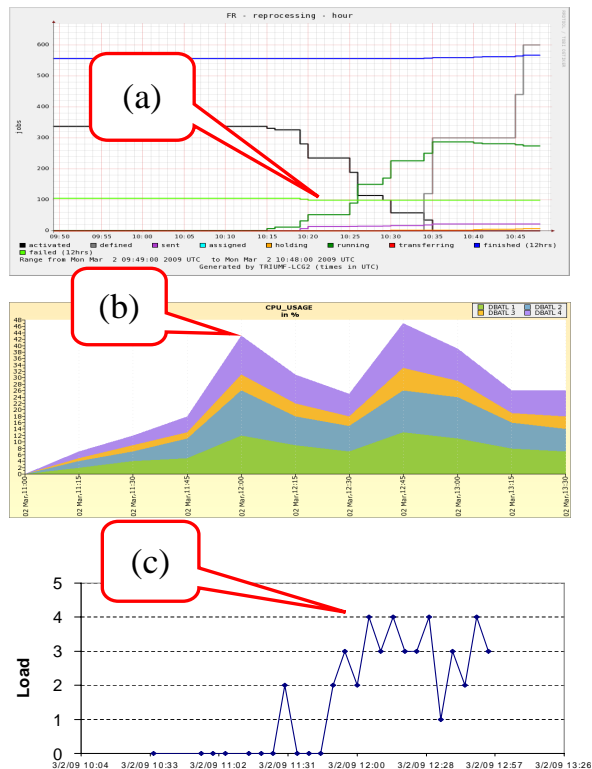 FR - reprocessing - hour
(a)
jobs
600
500
400
300
200
100
0
09:50 09:55 10:00 10:05 10:10 10:15 10:20 10:25 10:30 10:35 10:40 10:45
activated defined sent assigned holding running transferring finished (12hrs)
failed (12hrs)
Range from Mon Mar 2 09:49:00 2009 UTC to Mon Mar 2 10:48:00 2009 UTC
Generated by TRIUMF-LCG2 (times in UTC)
(b)
CPU_USAGE
in %
DBATL 1 DBATL 2
DBATL 3 DBATL 4
48
46
44
42
40
38
36
34
32
30
28
26
24
22
20
18
16
14
12
10
8
6
4
2
0
02 Mar,11:00 02 Mar,11:15 02 Mar,11:30 02 Mar,11:45 02 Mar,12:00 02 Mar,12:15 02 Mar,12:30 02 Mar,12:45 02 Mar,13:00 02 Mar,13:15 02 Mar,13:30
(c)
Load
5
4
3
2
1
0
3/2/09 10:04 3/2/09 10:33 3/2/09 11:02 3/2/09 11:31 3/2/09 12:00 3/2/09 12:28 3/2/09 12:57 3/2/09 13:26